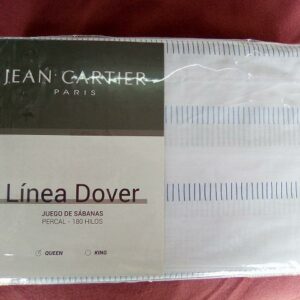 JEAN CARTIER
PARIS
Línea Dover
JUEGO DE SÁBANAS
PERCAL - 180 HILOS
QUEEN KING